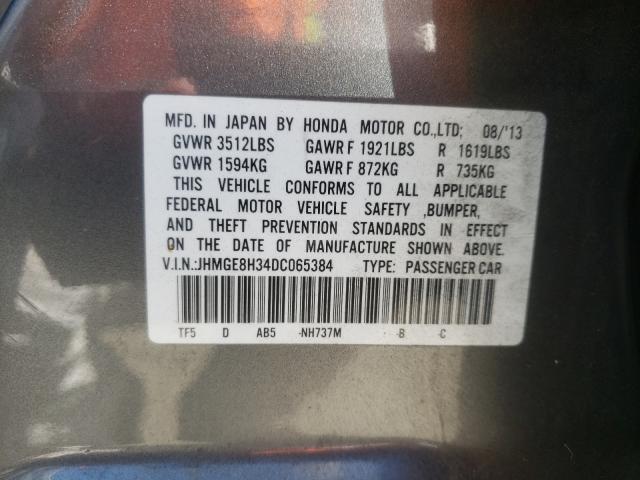 MFD. IN JAPAN BY HONDA MOTOR CO.,LTD; 08/'13
GVWR 3512LBS GAWR F 1921LBS R 1619LBS
GVWR 1594KG GAWR F 872KG R 735KG
THIS VEHICLE CONFORMS TO ALL APPLICABLE
FEDERAL MOTOR VEHICLE SAFETY ,BUMPER,
AND THEFT PREVENTION STANDARDS IN EFFECT
ON THE DATE OF MANUFACTURE SHOWN ABOVE.
V.I.N.:JHMGE8H34DC065384 TYPE: PASSENGER CAR
TF5 D AB5 -NH737M -B -C